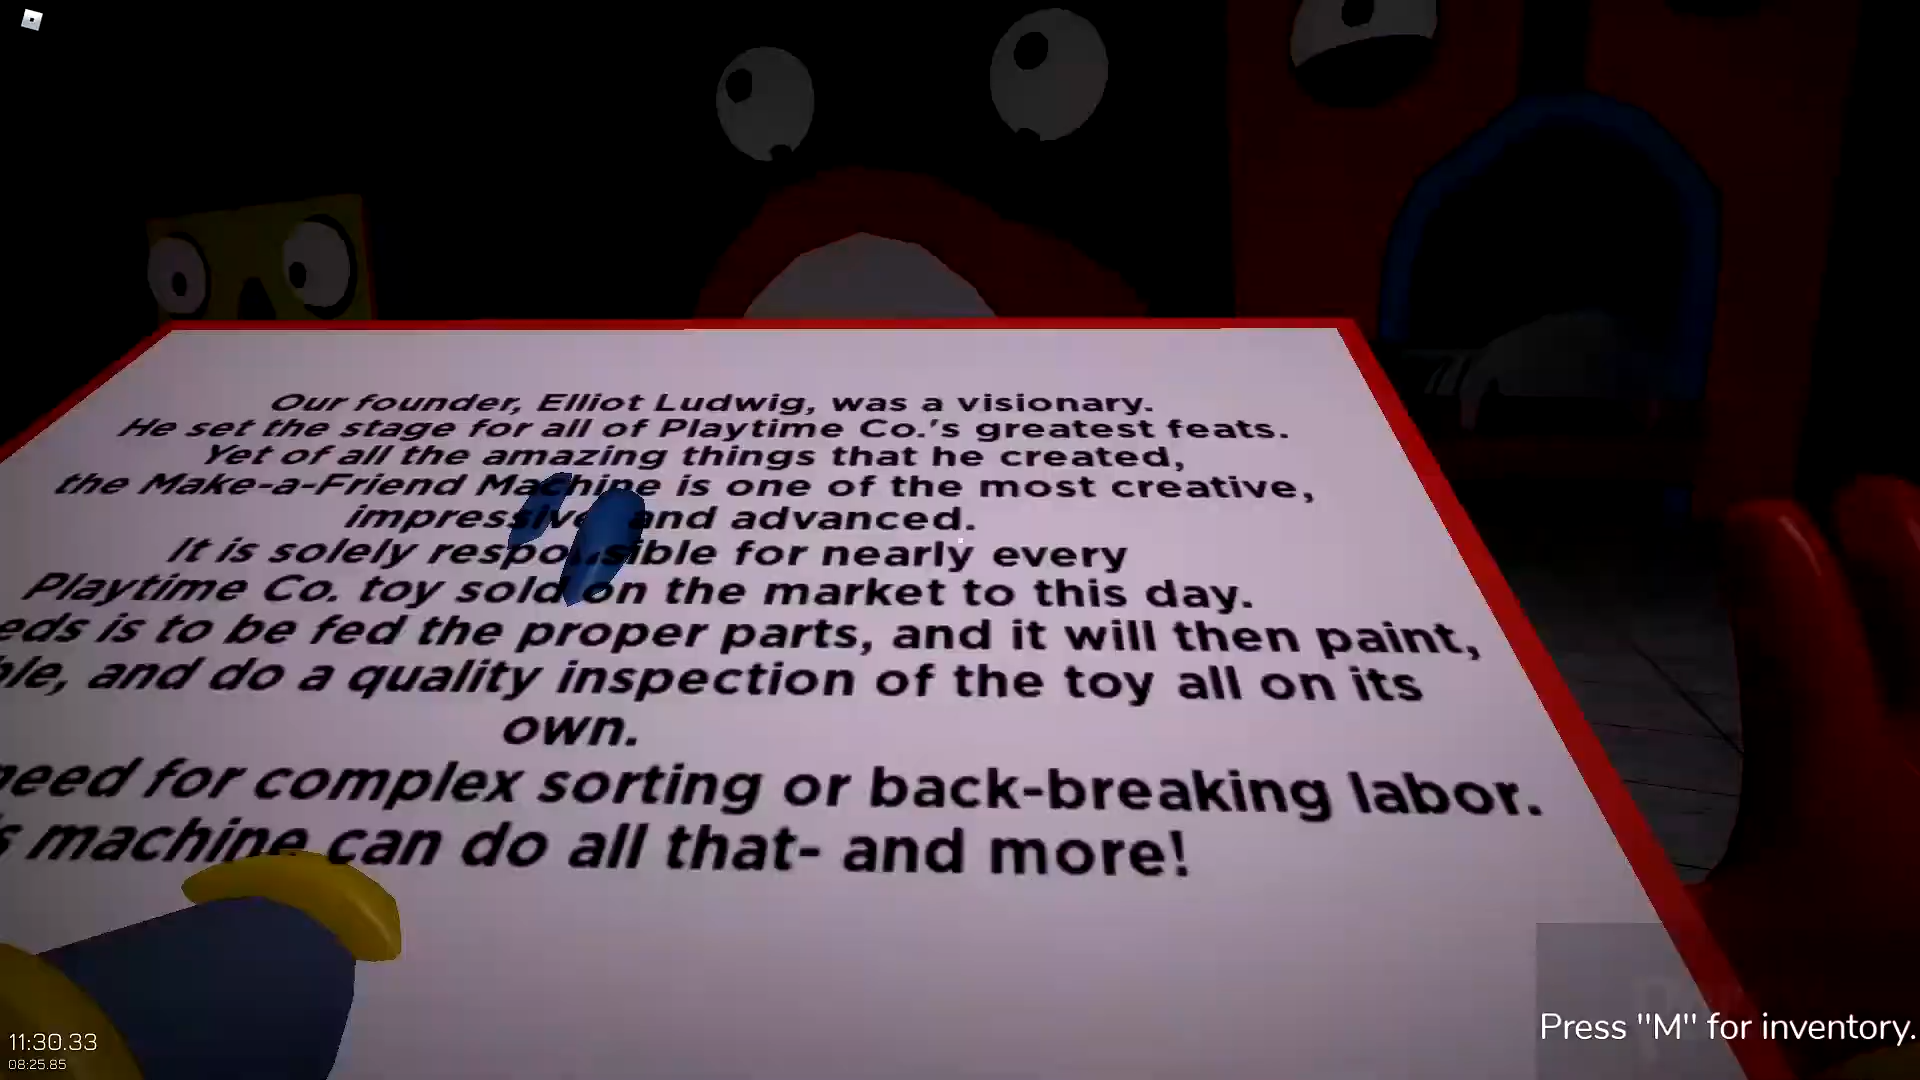 Our founder, Elliot Ludwig, was a visionary.
He set the stage for all of Playtime Co.'s greatest feats.
Yet of all the amazing things that he created,
the Make-a-Friend Machine is one of the most creative,
impressive and advanced.
It is solely responsible for nearly every
Playtime Co. toy sold on the market to this day.
eds is to be fed the proper parts, and it will then paint,
ble, and do a quality inspection of the toy all on its
own.
need for complex sorting or back-breaking labor.
s machine can do all that- and more!
11:30.33
08:25.85
Press "M" for inventory.